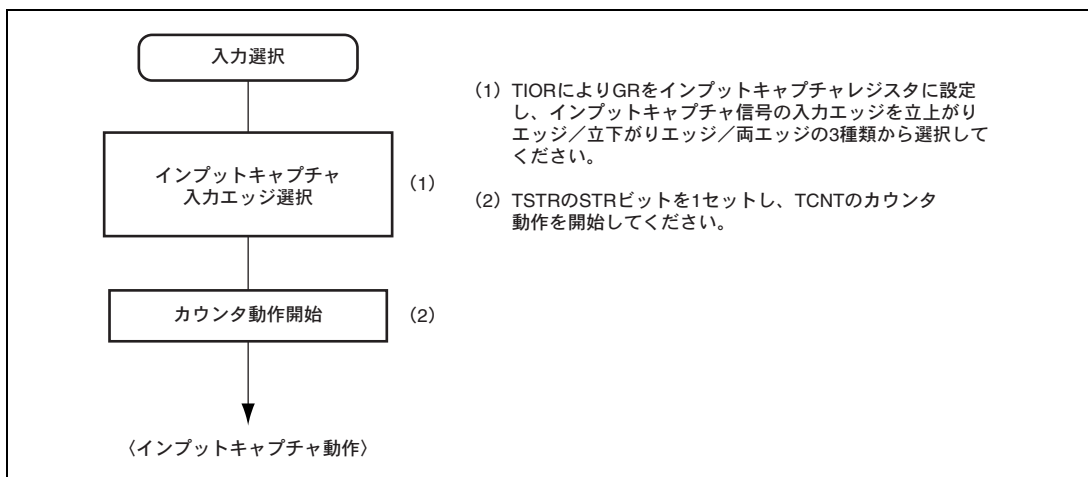 入力選択
インプットキャプチャ
入力エッジ選択
(1)
カウンタ動作開始
(2)
〈インプットキャプチャ動作〉
(1) TIORによりGRをインプットキャプチャレジスタに設定
し、インプットキャプチャ信号の入力エッジを立上がり
エッジ／立下がりエッジ／両エッジの3種類から選択して
ください。
(2) TSTRのSTRビットを1セットし、TCNTのカウンタ
動作を開始してください。